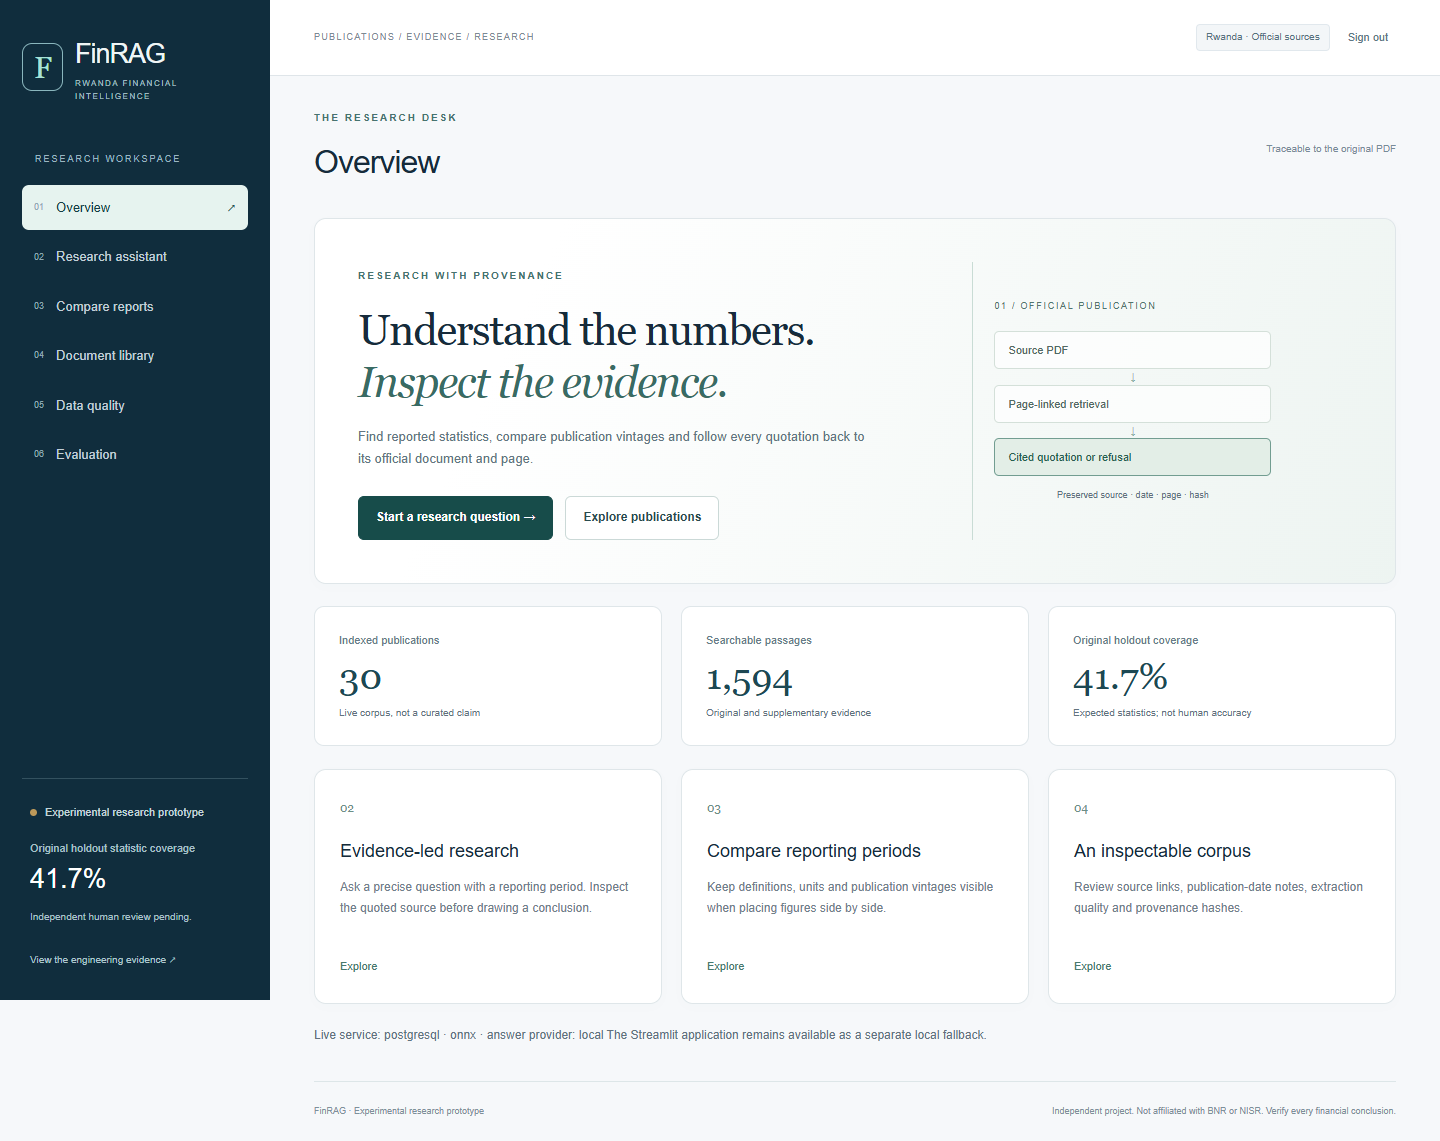 F
FinRAG
RWANDA FINANCIAL
INTELLIGENCE
RESEARCH WORKSPACE
01 Overview ↗
02 Research assistant
03 Compare reports
04 Document library
05 Data quality
06 Evaluation
Experimental research prototype
Original holdout statistic coverage
41.7%
Independent human review pending.
View the engineering evidence ↗
PUBLICATIONS / EVIDENCE / RESEARCH
Rwanda · Official sources
Sign out
THE RESEARCH DESK
Overview
Traceable to the original PDF
RESEARCH WITH PROVENANCE
Understand the numbers.
Inspect the evidence.
Find reported statistics, compare publication vintages and follow every quotation back to
its official document and page.
Start a research question →
Explore publications
01 / OFFICIAL PUBLICATION
Source PDF
↓
Page-linked retrieval
↓
Cited quotation or refusal
Preserved source · date · page · hash
Indexed publications
30
Live corpus, not a curated claim
Searchable passages
1,594
Original and supplementary evidence
Original holdout coverage
41.7%
Expected statistics; not human accuracy
02
Evidence-led research
Ask a precise question with a reporting period. Inspect
the quoted source before drawing a conclusion.
Explore
03
Compare reporting periods
Keep definitions, units and publication vintages visible
when placing figures side by side.
Explore
04
An inspectable corpus
Review source links, publication-date notes, extraction
quality and provenance hashes.
Explore
Live service: postgresql · onnx · answer provider: local The Streamlit application remains available as a separate local fallback.
FinRAG · Experimental research prototype
Independent project. Not affiliated with BNR or NISR. Verify every financial conclusion.